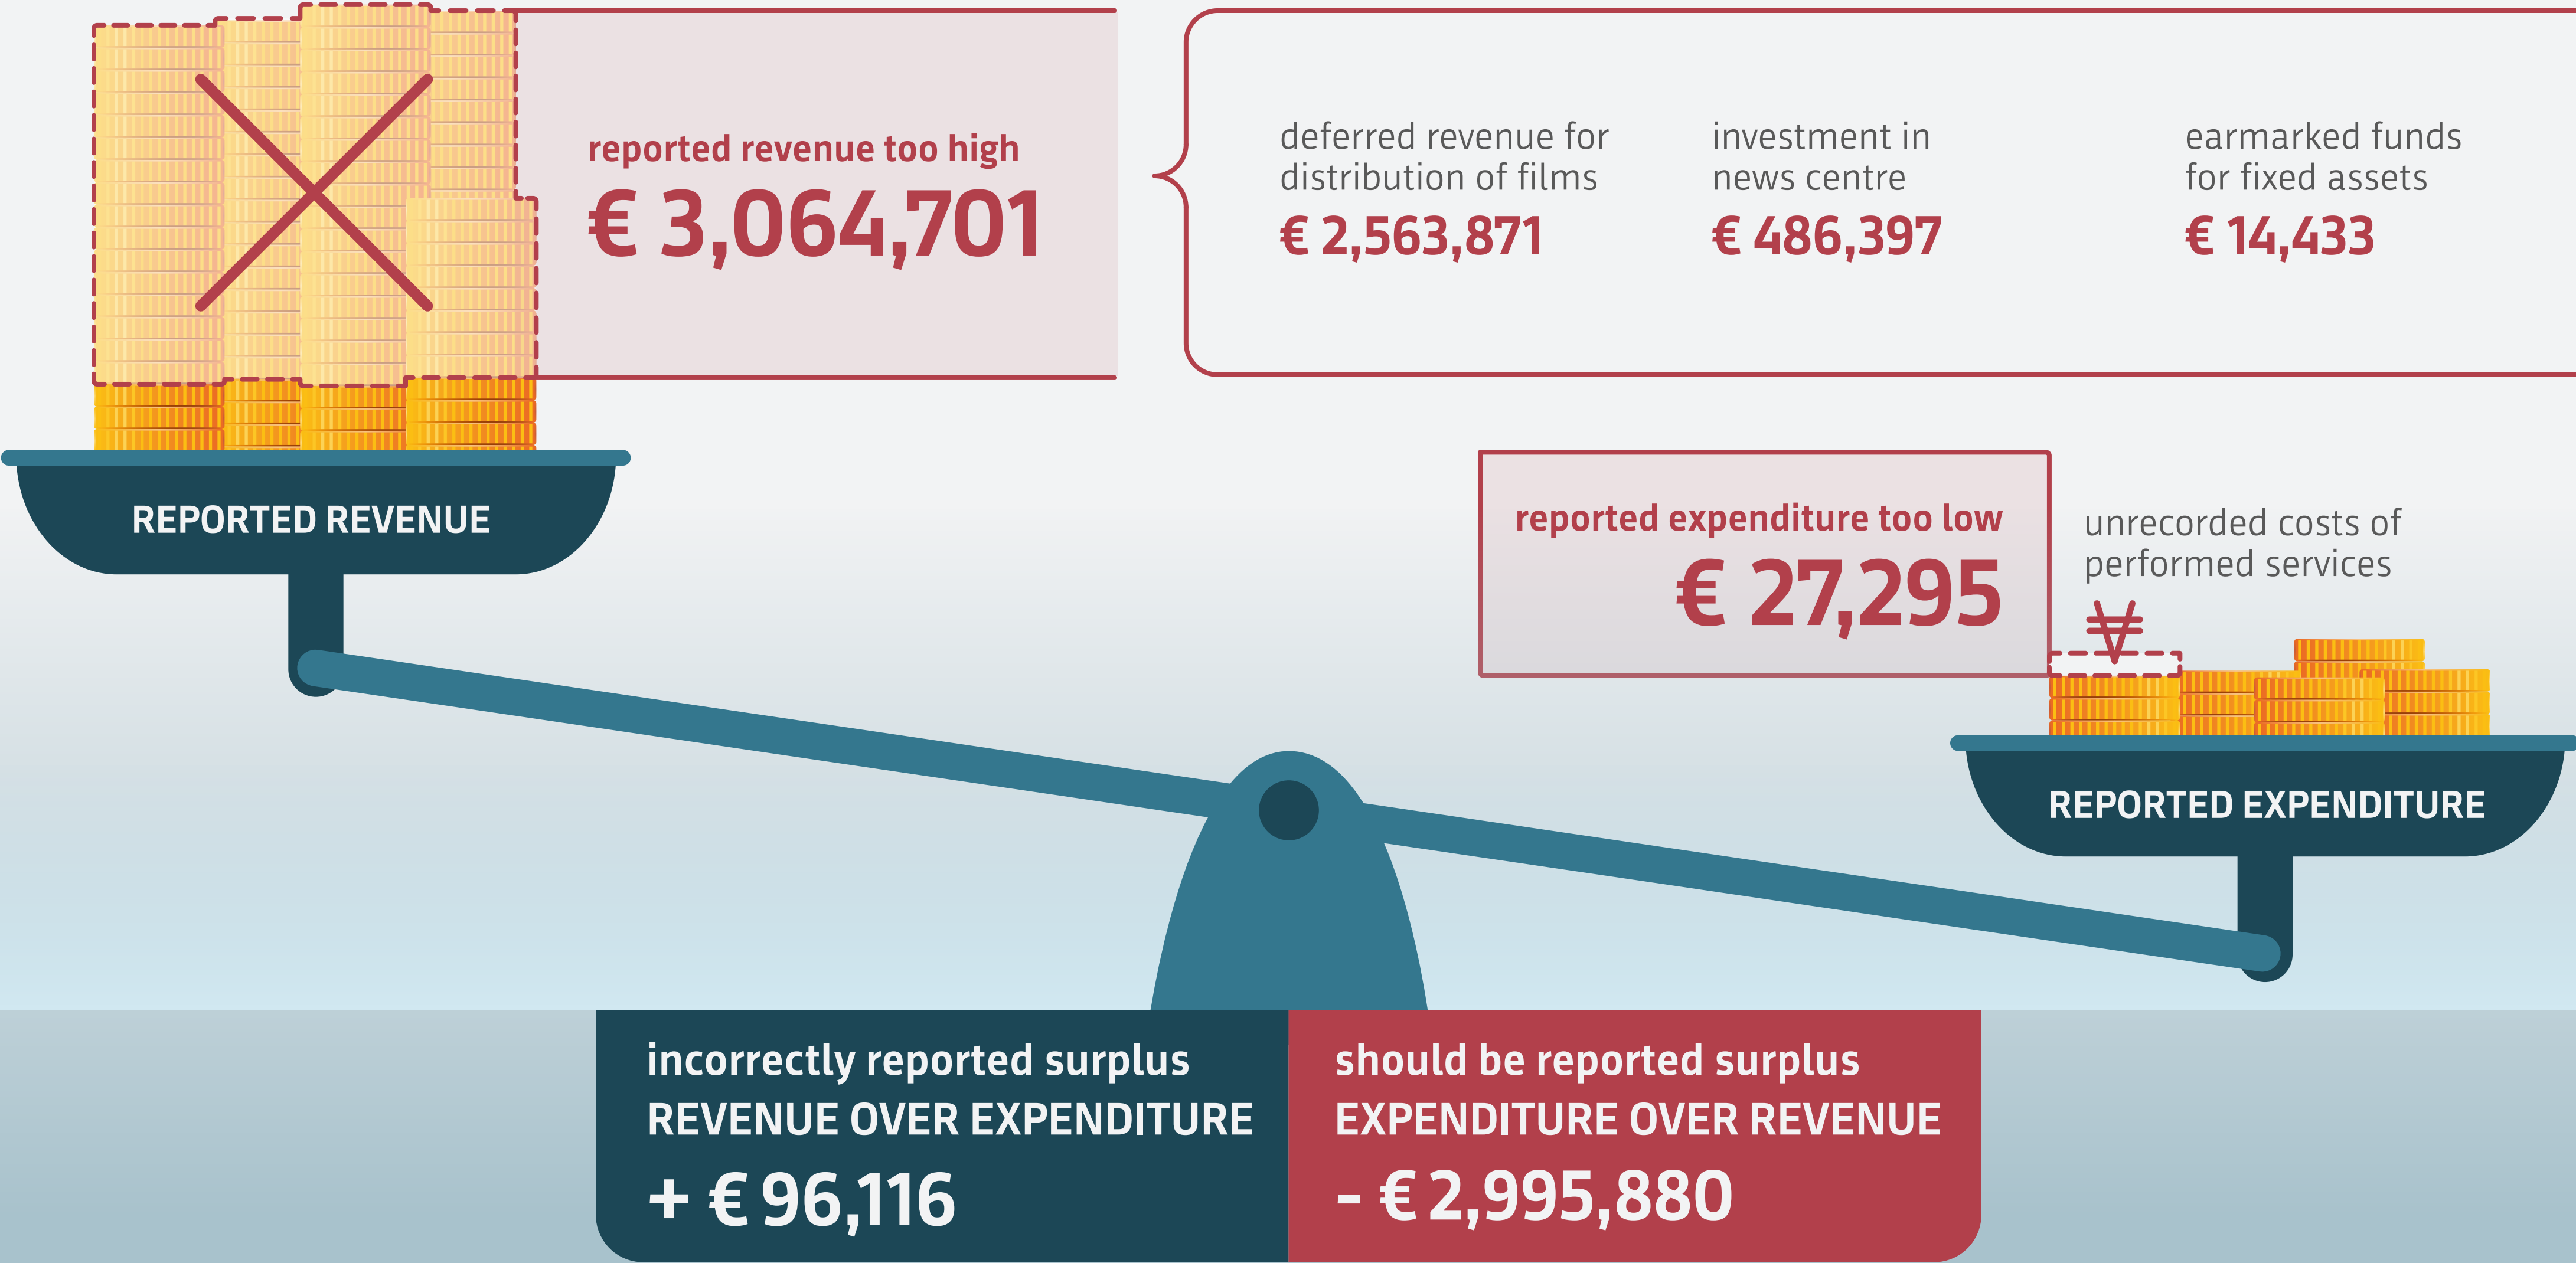 reported revenue too high
€ 3,064,701
deferred revenue for
distribution of films
€ 2,563,871
investment in
news centre
€ 486,397
earmarked funds
for fixed assets
€ 14,433
REPORTED REVENUE
reported expenditure too low
€ 27,295
unrecorded costs of
performed services
REPORTED EXPENDITURE
incorrectly reported surplus
REVENUE OVER EXPENDITURE
+ € 96,116
should be reported surplus
EXPENDITURE OVER REVENUE
- € 2,995,880